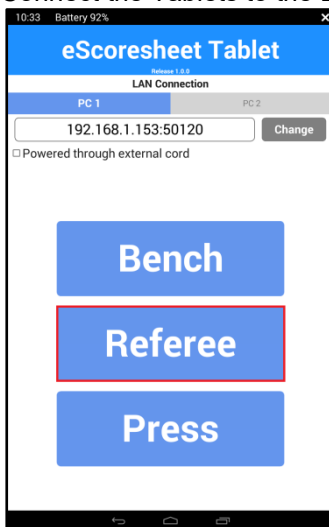 Connect the Tablets to the
10:33 Battery 92% ×
eScoresheet Tablet
Release 1.0.0
LAN Connection
PC 1 PC 2
192.168.1.153:50120 Change
Powered through external cord
Bench
Referee
Press